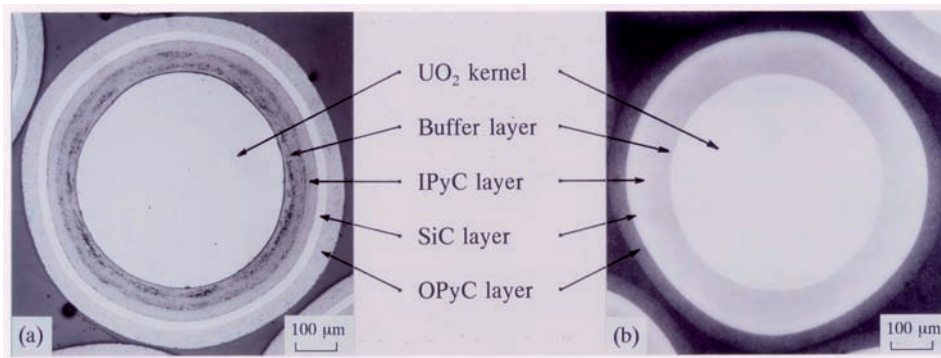 UO₂ kernel
Buffer layer
IPyC layer
SiC layer
OPyC layer
(a)
100 µm
(b)
100 µm